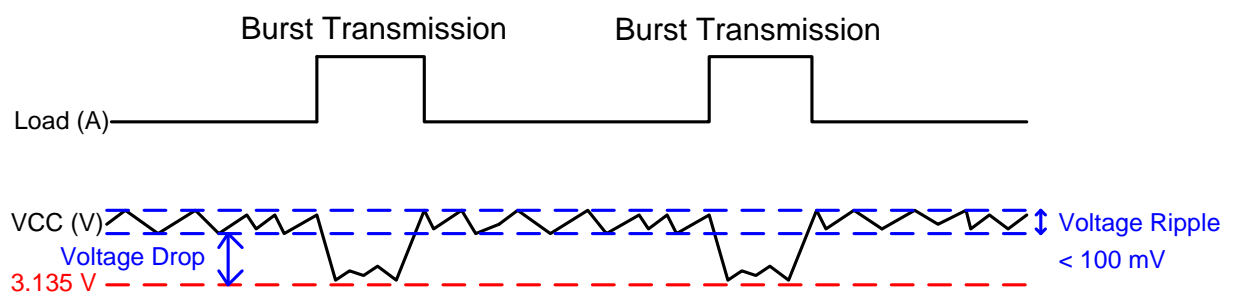 Burst Transmission
Burst Transmission
Load (A)
VCC (V)
Voltage Drop
3.135 V
Voltage Ripple
< 100 mV